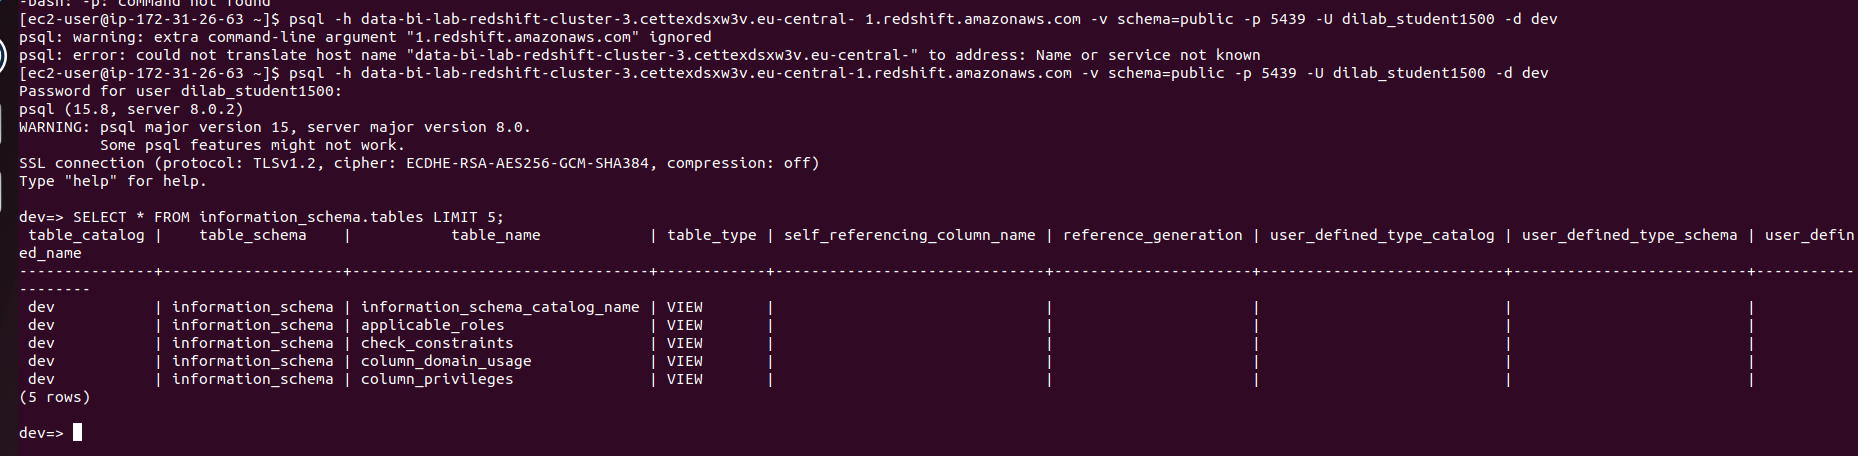 -bash: -p: command not found
[ec2-user@ip-172-31-26-63 ~]$ psql -h data-bi-lab-redshift-cluster-3.cettexdsxw3v.eu-central- 1.redshift.amazonaws.com -v schema=public -p 5439 -U dilab_student1500 -d dev
psql: warning: extra command-line argument "1.redshift.amazonaws.com" ignored
psql: error: could not translate host name "data-bi-lab-redshift-cluster-3.cettexdsxw3v.eu-central-" to address: Name or service not known
[ec2-user@ip-172-31-26-63 ~]$ psql -h data-bi-lab-redshift-cluster-3.cettexdsxw3v.eu-central-1.redshift.amazonaws.com -v schema=public -p 5439 -U dilab_student1500 -d dev
Password for user dilab_student1500:
psql (15.8, server 8.0.2)
WARNING: psql major version 15, server major version 8.0.
         Some psql features might not work.
SSL connection (protocol: TLSv1.2, cipher: ECDHE-RSA-AES256-GCM-SHA384, compression: off)
Type "help" for help.
dev=> SELECT * FROM information_schema.tables LIMIT 5;
 table_catalog |    table_schema    |           table_name            | table_type | self_referencing_column_name | reference_generation | user_defined_type_catalog | user_defined_type_schema | user_defin
ed_name
---------------+--------------------+---------------------------------+------------+------------------------------+----------------------+---------------------------+--------------------------+-----------
--------
 dev           | information_schema | information_schema_catalog_name | VIEW       |                              |                      |                           |                          |
 dev           | information_schema | applicable_roles                | VIEW       |                              |                      |                           |                          |
 dev           | information_schema | check_constraints               | VIEW       |                              |                      |                           |                          |
 dev           | information_schema | column_domain_usage             | VIEW       |                              |                      |                           |                          |
 dev           | information_schema | column_privileges               | VIEW       |                              |                      |                           |                          |
(5 rows)
dev=>